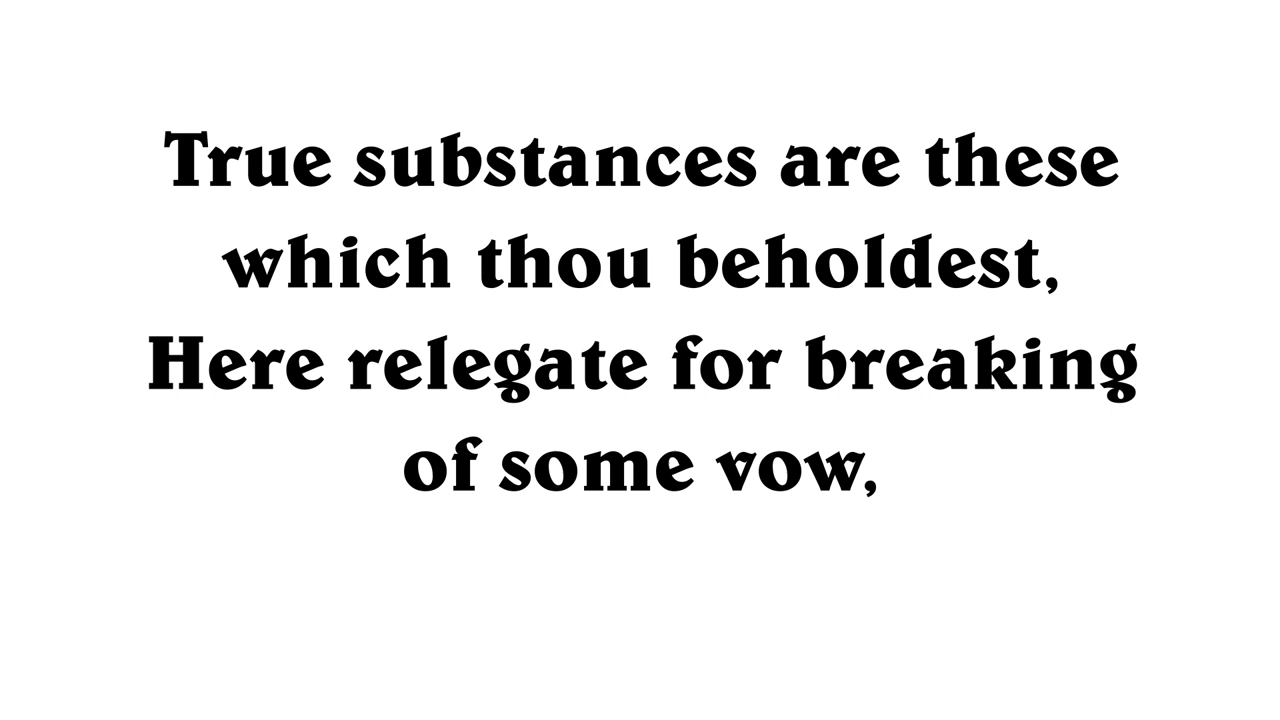 True substances are these
which thou beholdest,
Here relegate for breaking
of some vow,